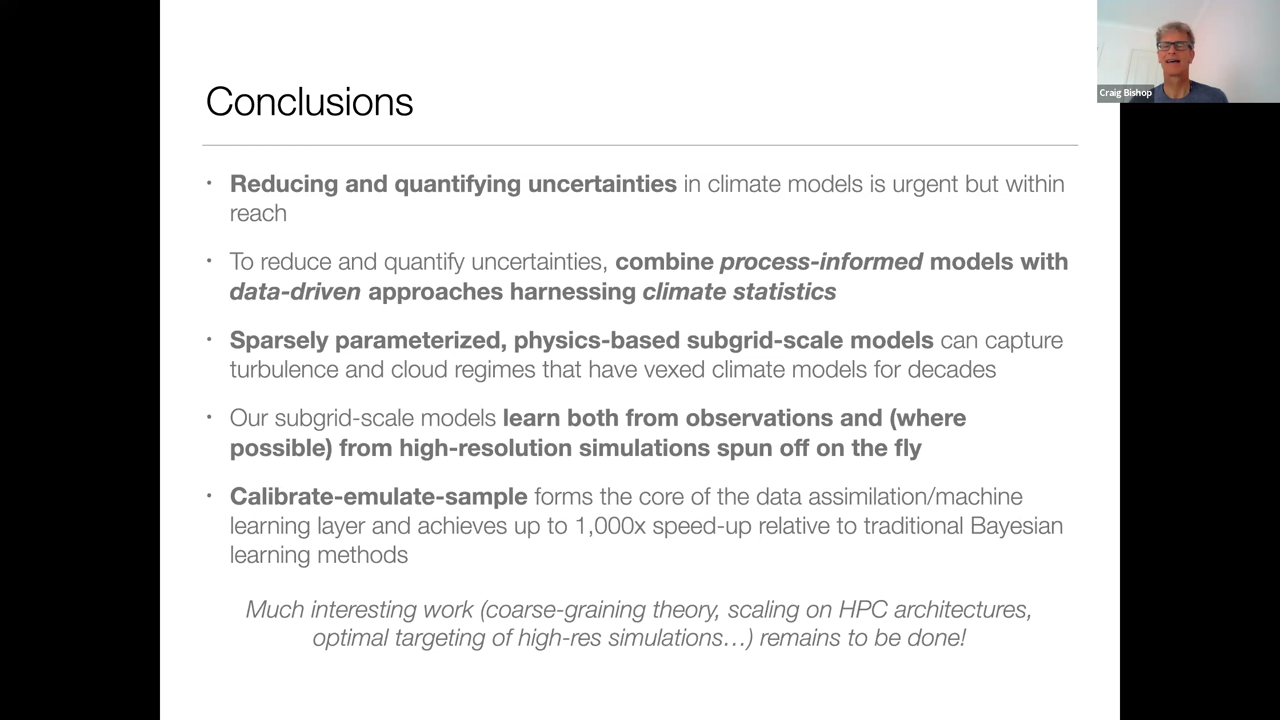 Craig Bishop
Conclusions
• Reducing and quantifying uncertainties in climate models is urgent but within
reach
• To reduce and quantify uncertainties, combine process-informed models with
data-driven approaches harnessing climate statistics
• Sparsely parameterized, physics-based subgrid-scale models can capture
turbulence and cloud regimes that have vexed climate models for decades
• Our subgrid-scale models learn both from observations and (where
possible) from high-resolution simulations spun off on the fly
• Calibrate-emulate-sample forms the core of the data assimilation/machine
learning layer and achieves up to 1,000x speed-up relative to traditional Bayesian
learning methods
Much interesting work (coarse-graining theory, scaling on HPC architectures,
optimal targeting of high-res simulations…) remains to be done!